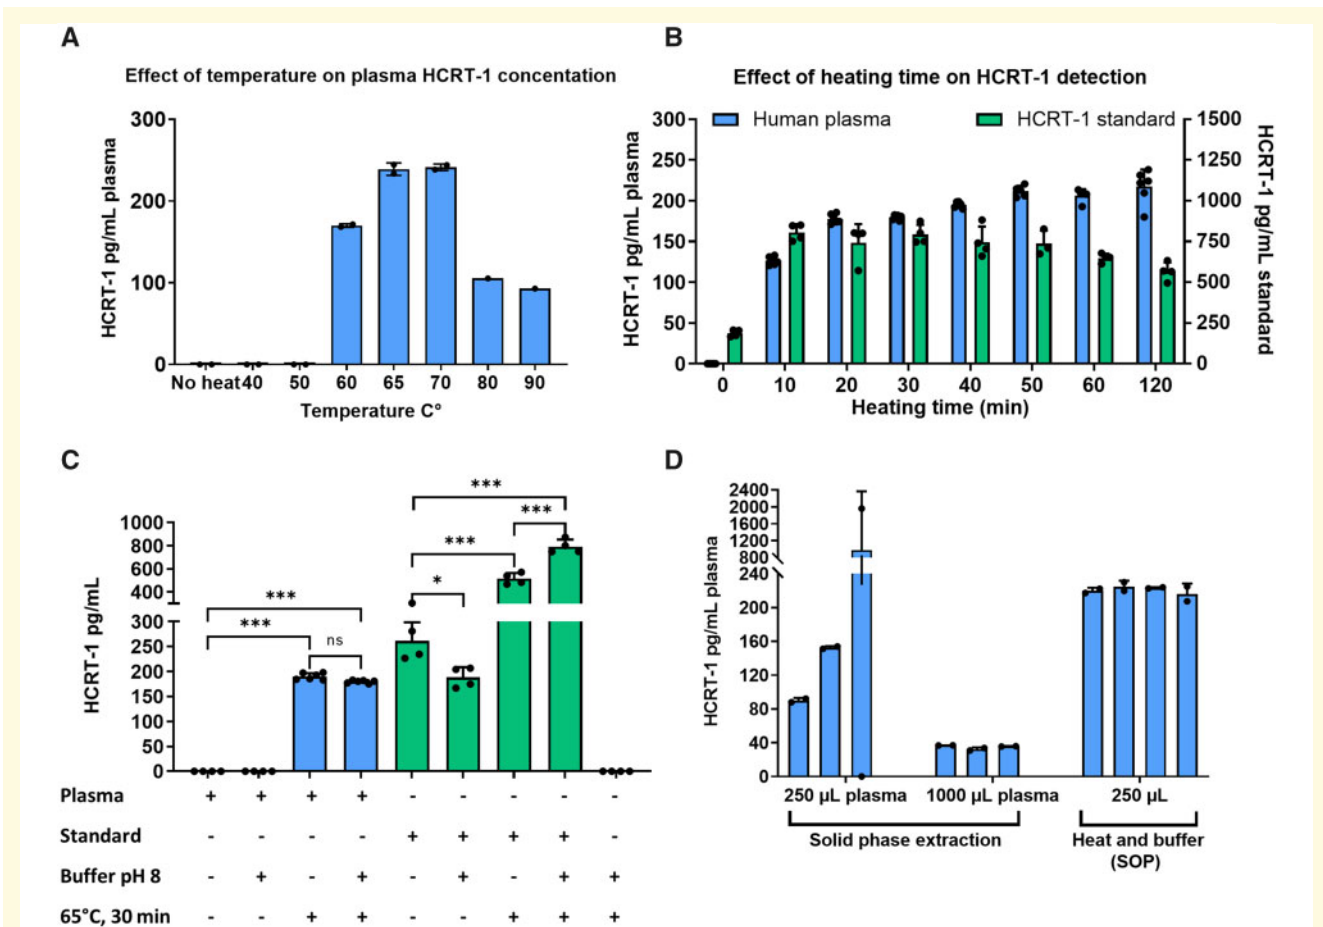 A
Effect of temperature on plasma HCRT-1 concentation
HCRT-1 pg/mL plasma
300
200
100
0
No heat 40 50 60 65 70 80 90
Temperature C°
B
Effect of heating time on HCRT-1 detection
Human plasma HCRT-1 standard
HCRT-1 pg/mL plasma
300
250
200
150
100
50
0
1500
1250
1000
750
500
250
0
HCRT-1 pg/mL standard
0 10 20 30 40 50 60 120
Heating time (min)
C
HCRT-1 pg/mL
1000
800
600
400
300
250
200
150
100
50
0
*** *** ns *** * *** ***
Plasma + + + + - - - - -
Standard - - - - + + + + -
Buffer pH 8 - + - + - + - + +
65°C, 30 min - - + + - - + + +
D
HCRT-1 pg/mL plasma
2400
2000
1600
1200
800
240
200
160
120
80
40
0
250 µL plasma 1000 µL plasma 250 µL
Solid phase extraction Heat and buffer
(SOP)